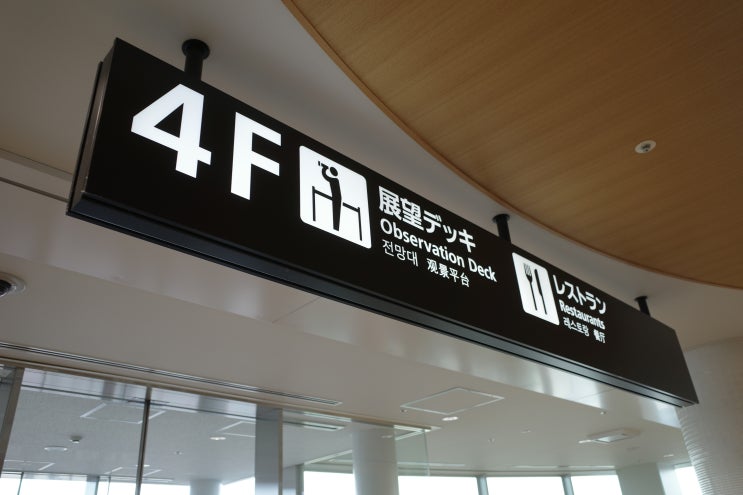 4F
展望デッキ
Observation Deck
전망대 观景平台
レストラン
Restaurants
레스토랑 餐厅